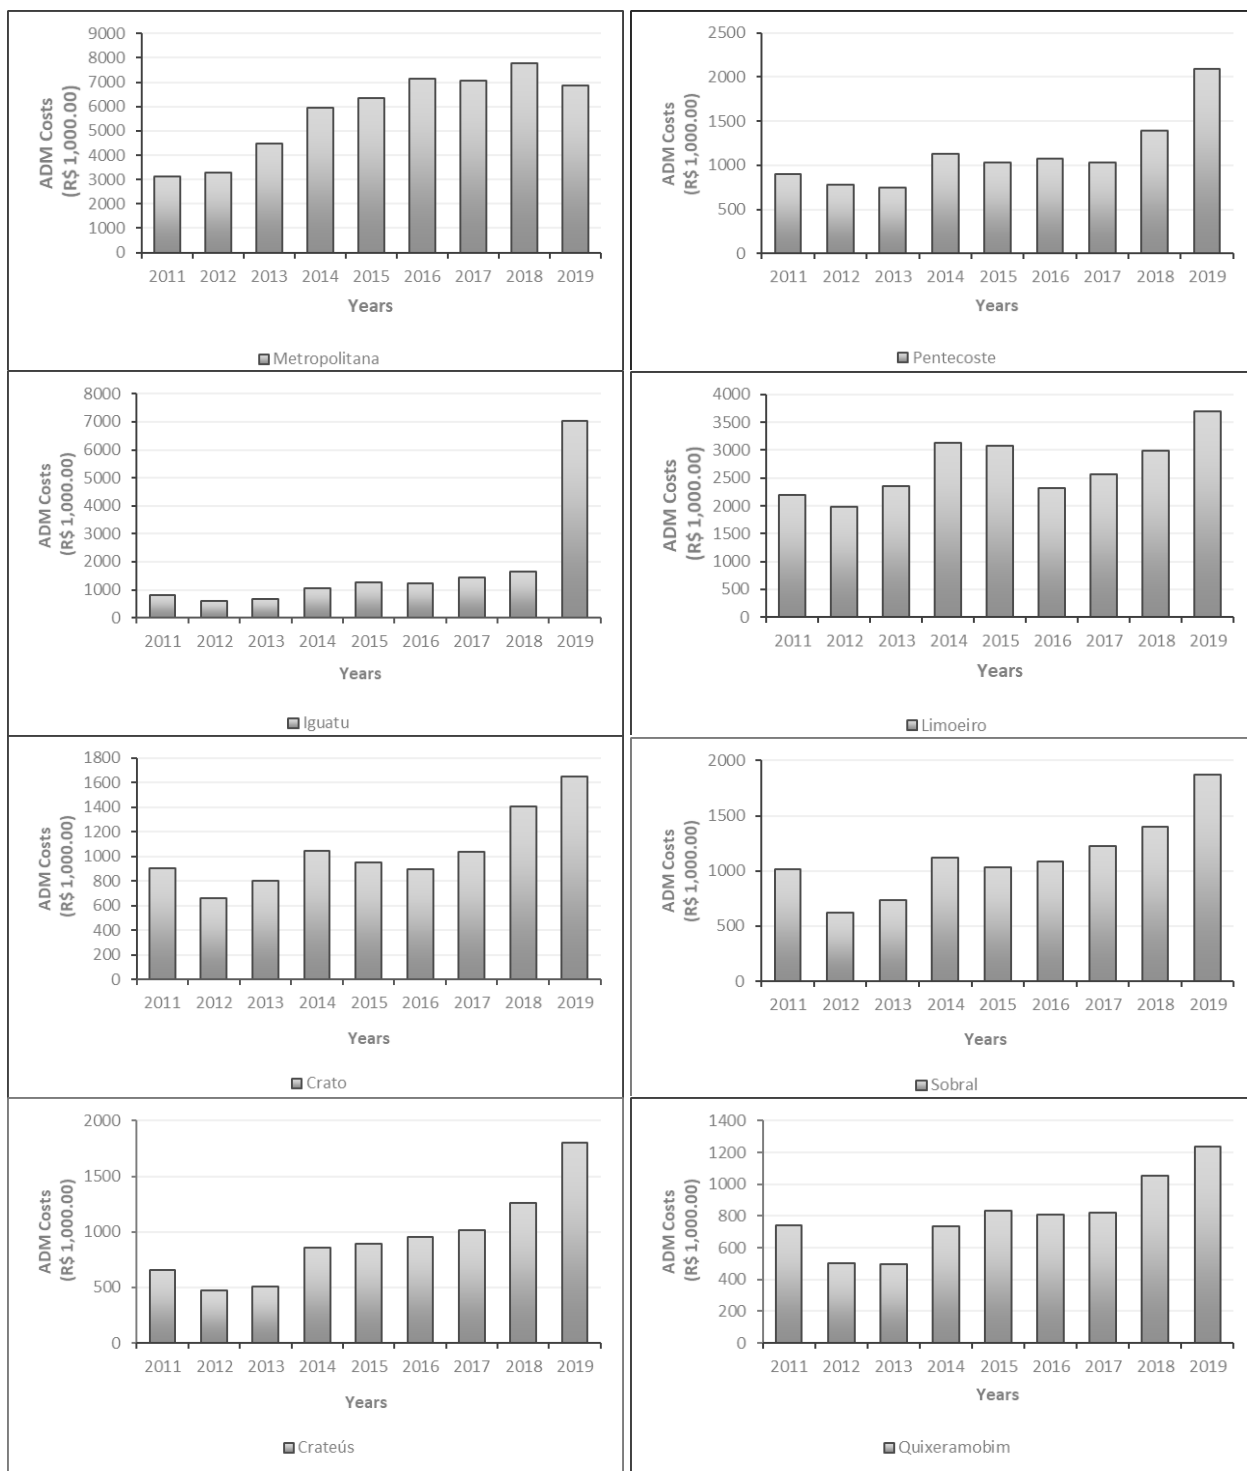 ADM Costs
(R$ 1,000.00)
9000
8000
7000
6000
5000
4000
3000
2000
1000
0
2011 2012 2013 2014 2015 2016 2017 2018 2019
Years
Metropolitana
ADM Costs
(R$ 1,000.00)
2500
2000
1500
1000
500
0
2011 2012 2013 2014 2015 2016 2017 2018 2019
Years
Pentecoste
ADM Costs
(R$ 1,000.00)
8000
7000
6000
5000
4000
3000
2000
1000
0
2011 2012 2013 2014 2015 2016 2017 2018 2019
Years
Iguatu
ADM Costs
(R$ 1,000.00)
4000
3500
3000
2500
2000
1500
1000
500
0
2011 2012 2013 2014 2015 2016 2017 2018 2019
Years
Limoeiro
ADM Costs
(R$ 1,000.00)
1800
1600
1400
1200
1000
800
600
400
200
0
2011 2012 2013 2014 2015 2016 2017 2018 2019
Years
Crato
ADM Costs
(R$ 1,000.00)
2000
1500
1000
500
0
2011 2012 2013 2014 2015 2016 2017 2018 2019
Years
Sobral
ADM Costs
(R$ 1,000.00)
2000
1500
1000
500
0
2011 2012 2013 2014 2015 2016 2017 2018 2019
Years
Crateús
ADM Costs
(R$ 1,000.00)
1400
1200
1000
800
600
400
200
0
2011 2012 2013 2014 2015 2016 2017 2018 2019
Years
Quixeramobim